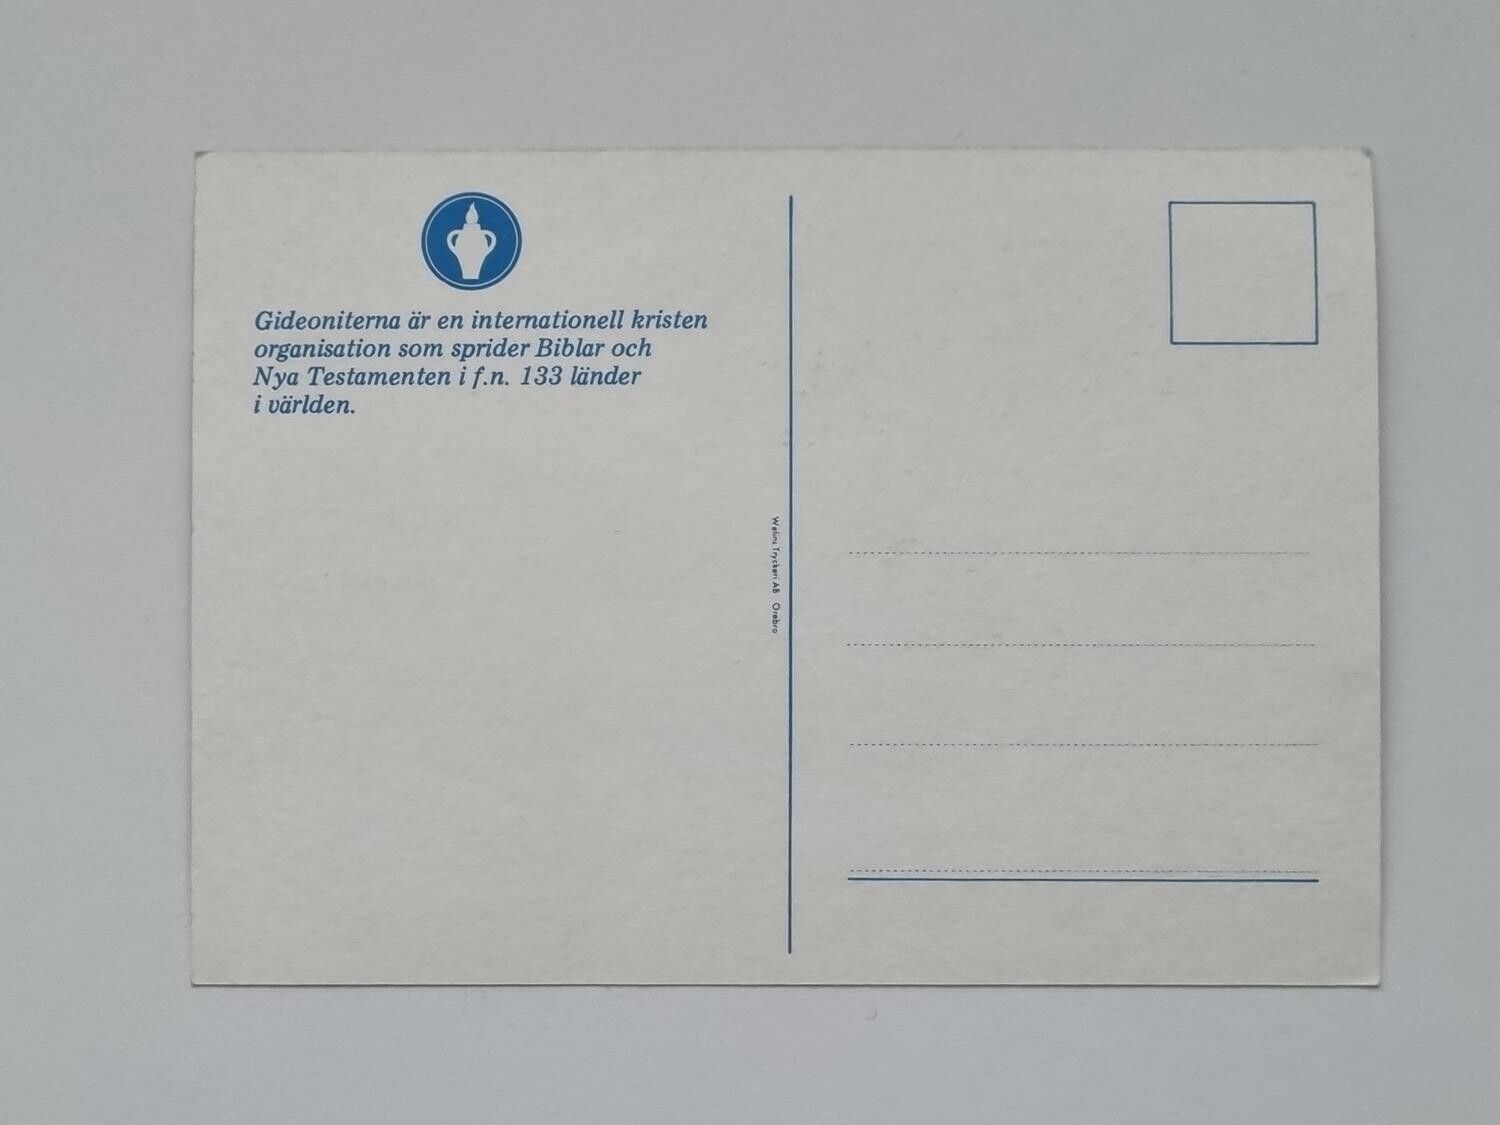 Gideoniterna är en internationell kristen
organisation som sprider Biblar och
Nya Testamenten i f.n. 133 länder
i världen.
Welins Tryckeri AB · Örebro